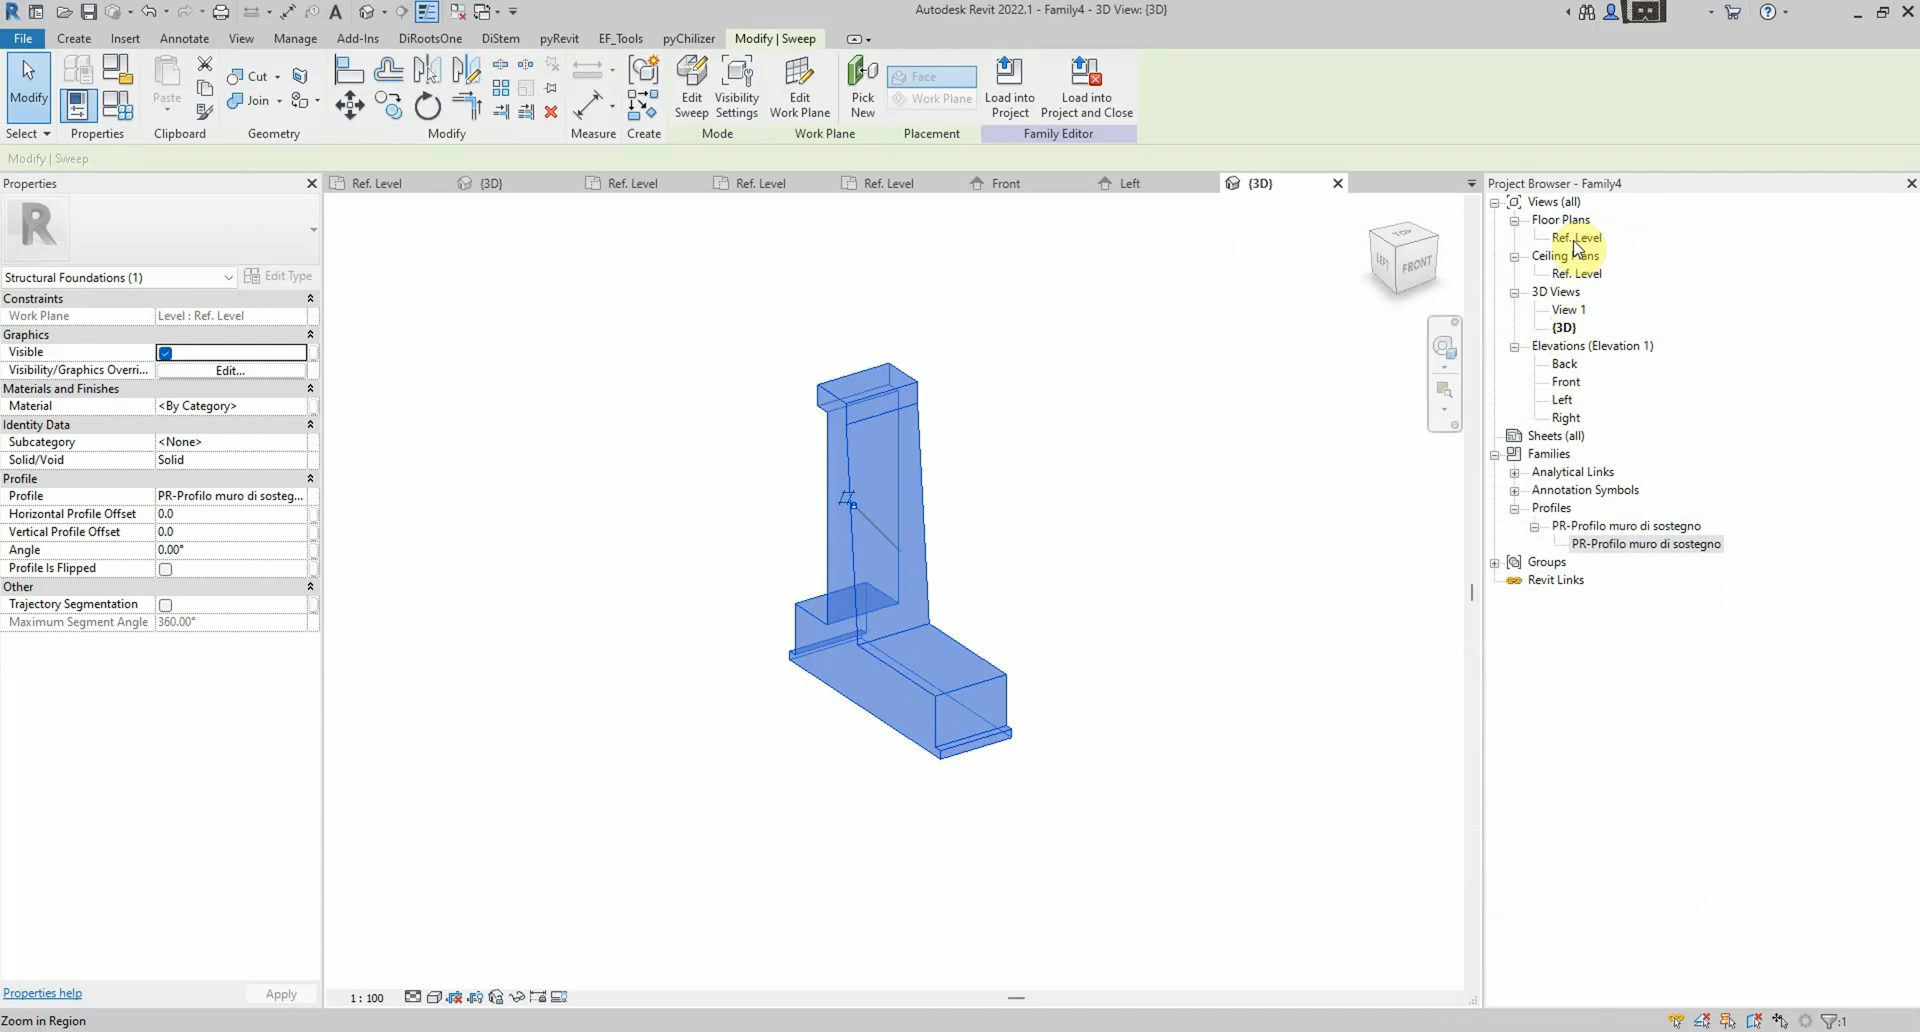 Autodesk Revit 2022.1 - Family4 - 3D View: {3D}
File Create Insert Annotate View Manage Add-Ins DiRootsOne DiStem pyRevit EF_Tools pyChilizer Modify | Sweep
Modify
Paste
Cut
Join
Edit Sweep
Visibility Settings
Edit Work Plane
Pick New
Face
Work Plane
Load into Project
Load into Project and Close
Select Properties Clipboard Geometry Modify Measure Create Mode Work Plane Placement Family Editor
Modify | Sweep
Properties
Structural Foundations (1) Edit Type
Constraints
Work Plane Level : Ref. Level
Graphics
Visible
Visibility/Graphics Overri... Edit...
Materials and Finishes
Material <By Category>
Identity Data
Subcategory <None>
Solid/Void Solid
Profile
Profile PR-Profilo muro di sosteg...
Horizontal Profile Offset 0.0
Vertical Profile Offset 0.0
Angle 0.00°
Profile Is Flipped
Other
Trajectory Segmentation
Maximum Segment Angle 360.00°
Properties help Apply
Ref. Level {3D} Ref. Level Ref. Level Ref. Level Front Left {3D}
TOP
LEFT FRONT
1 : 100
Project Browser - Family4
Views (all)
Floor Plans
Ref. Level
Ceiling Plans
Ref. Level
3D Views
View 1
{3D}
Elevations (Elevation 1)
Back
Front
Left
Right
Sheets (all)
Families
Analytical Links
Annotation Symbols
Profiles
PR-Profilo muro di sostegno
PR-Profilo muro di sostegno
Groups
Revit Links
Zoom in Region
:1